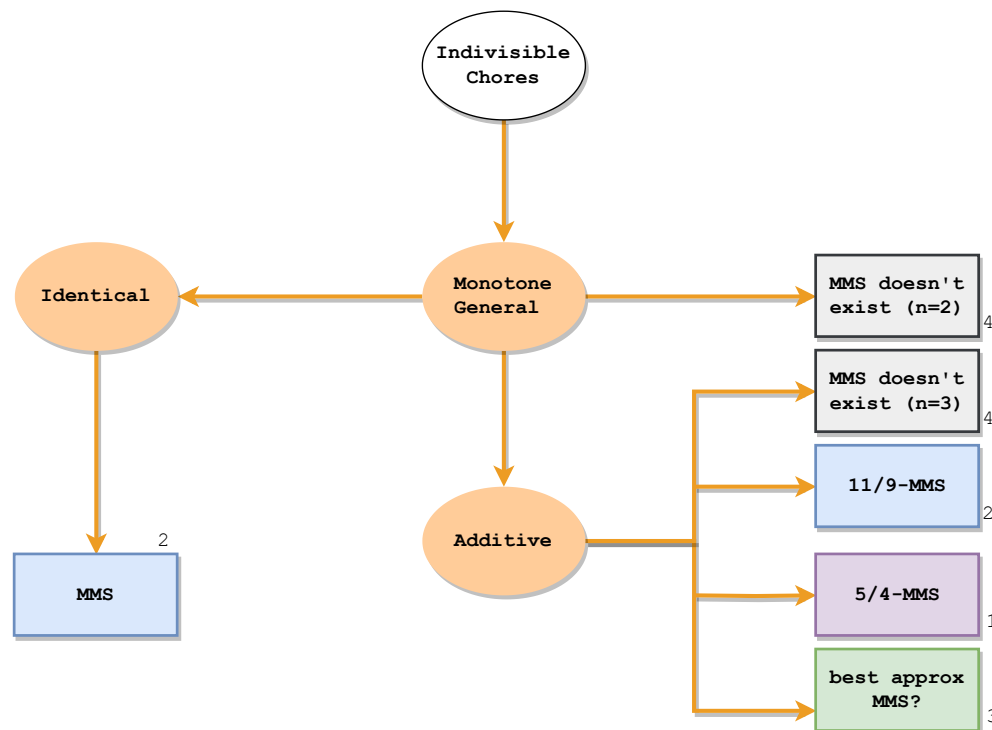 Indivisible
Chores
Identical
Monotone
General
MMS doesn't
exist (n=2)
4
MMS doesn't
exist (n=3)
4
11/9-MMS
2
Additive
2
MMS
5/4-MMS
1
best approx
MMS?
3